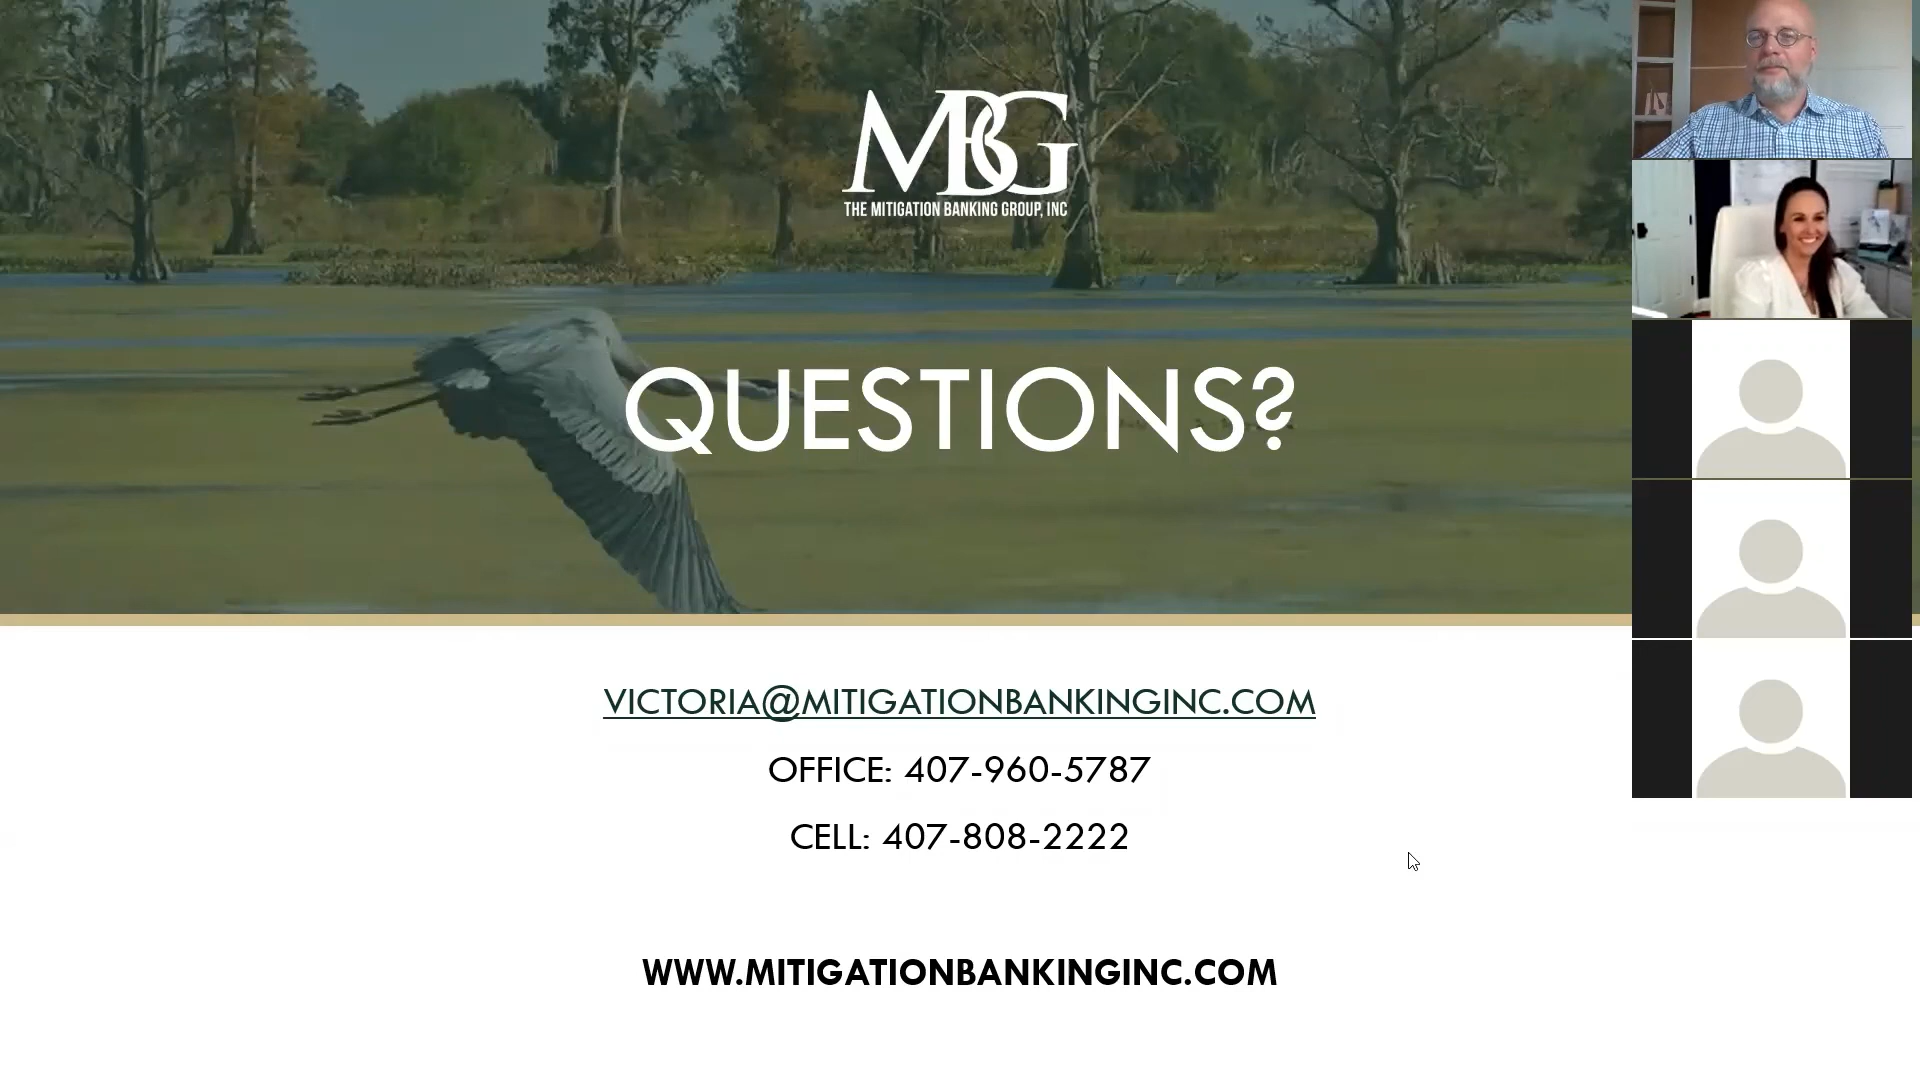 MBG
THE MITIGATION BANKING GROUP, INC
QUESTIONS?
VICTORIA@MITIGATIONBANKINGINC.COM
OFFICE: 407-960-5787
CELL: 407-808-2222
WWW.MITIGATIONBANKINGINC.COM